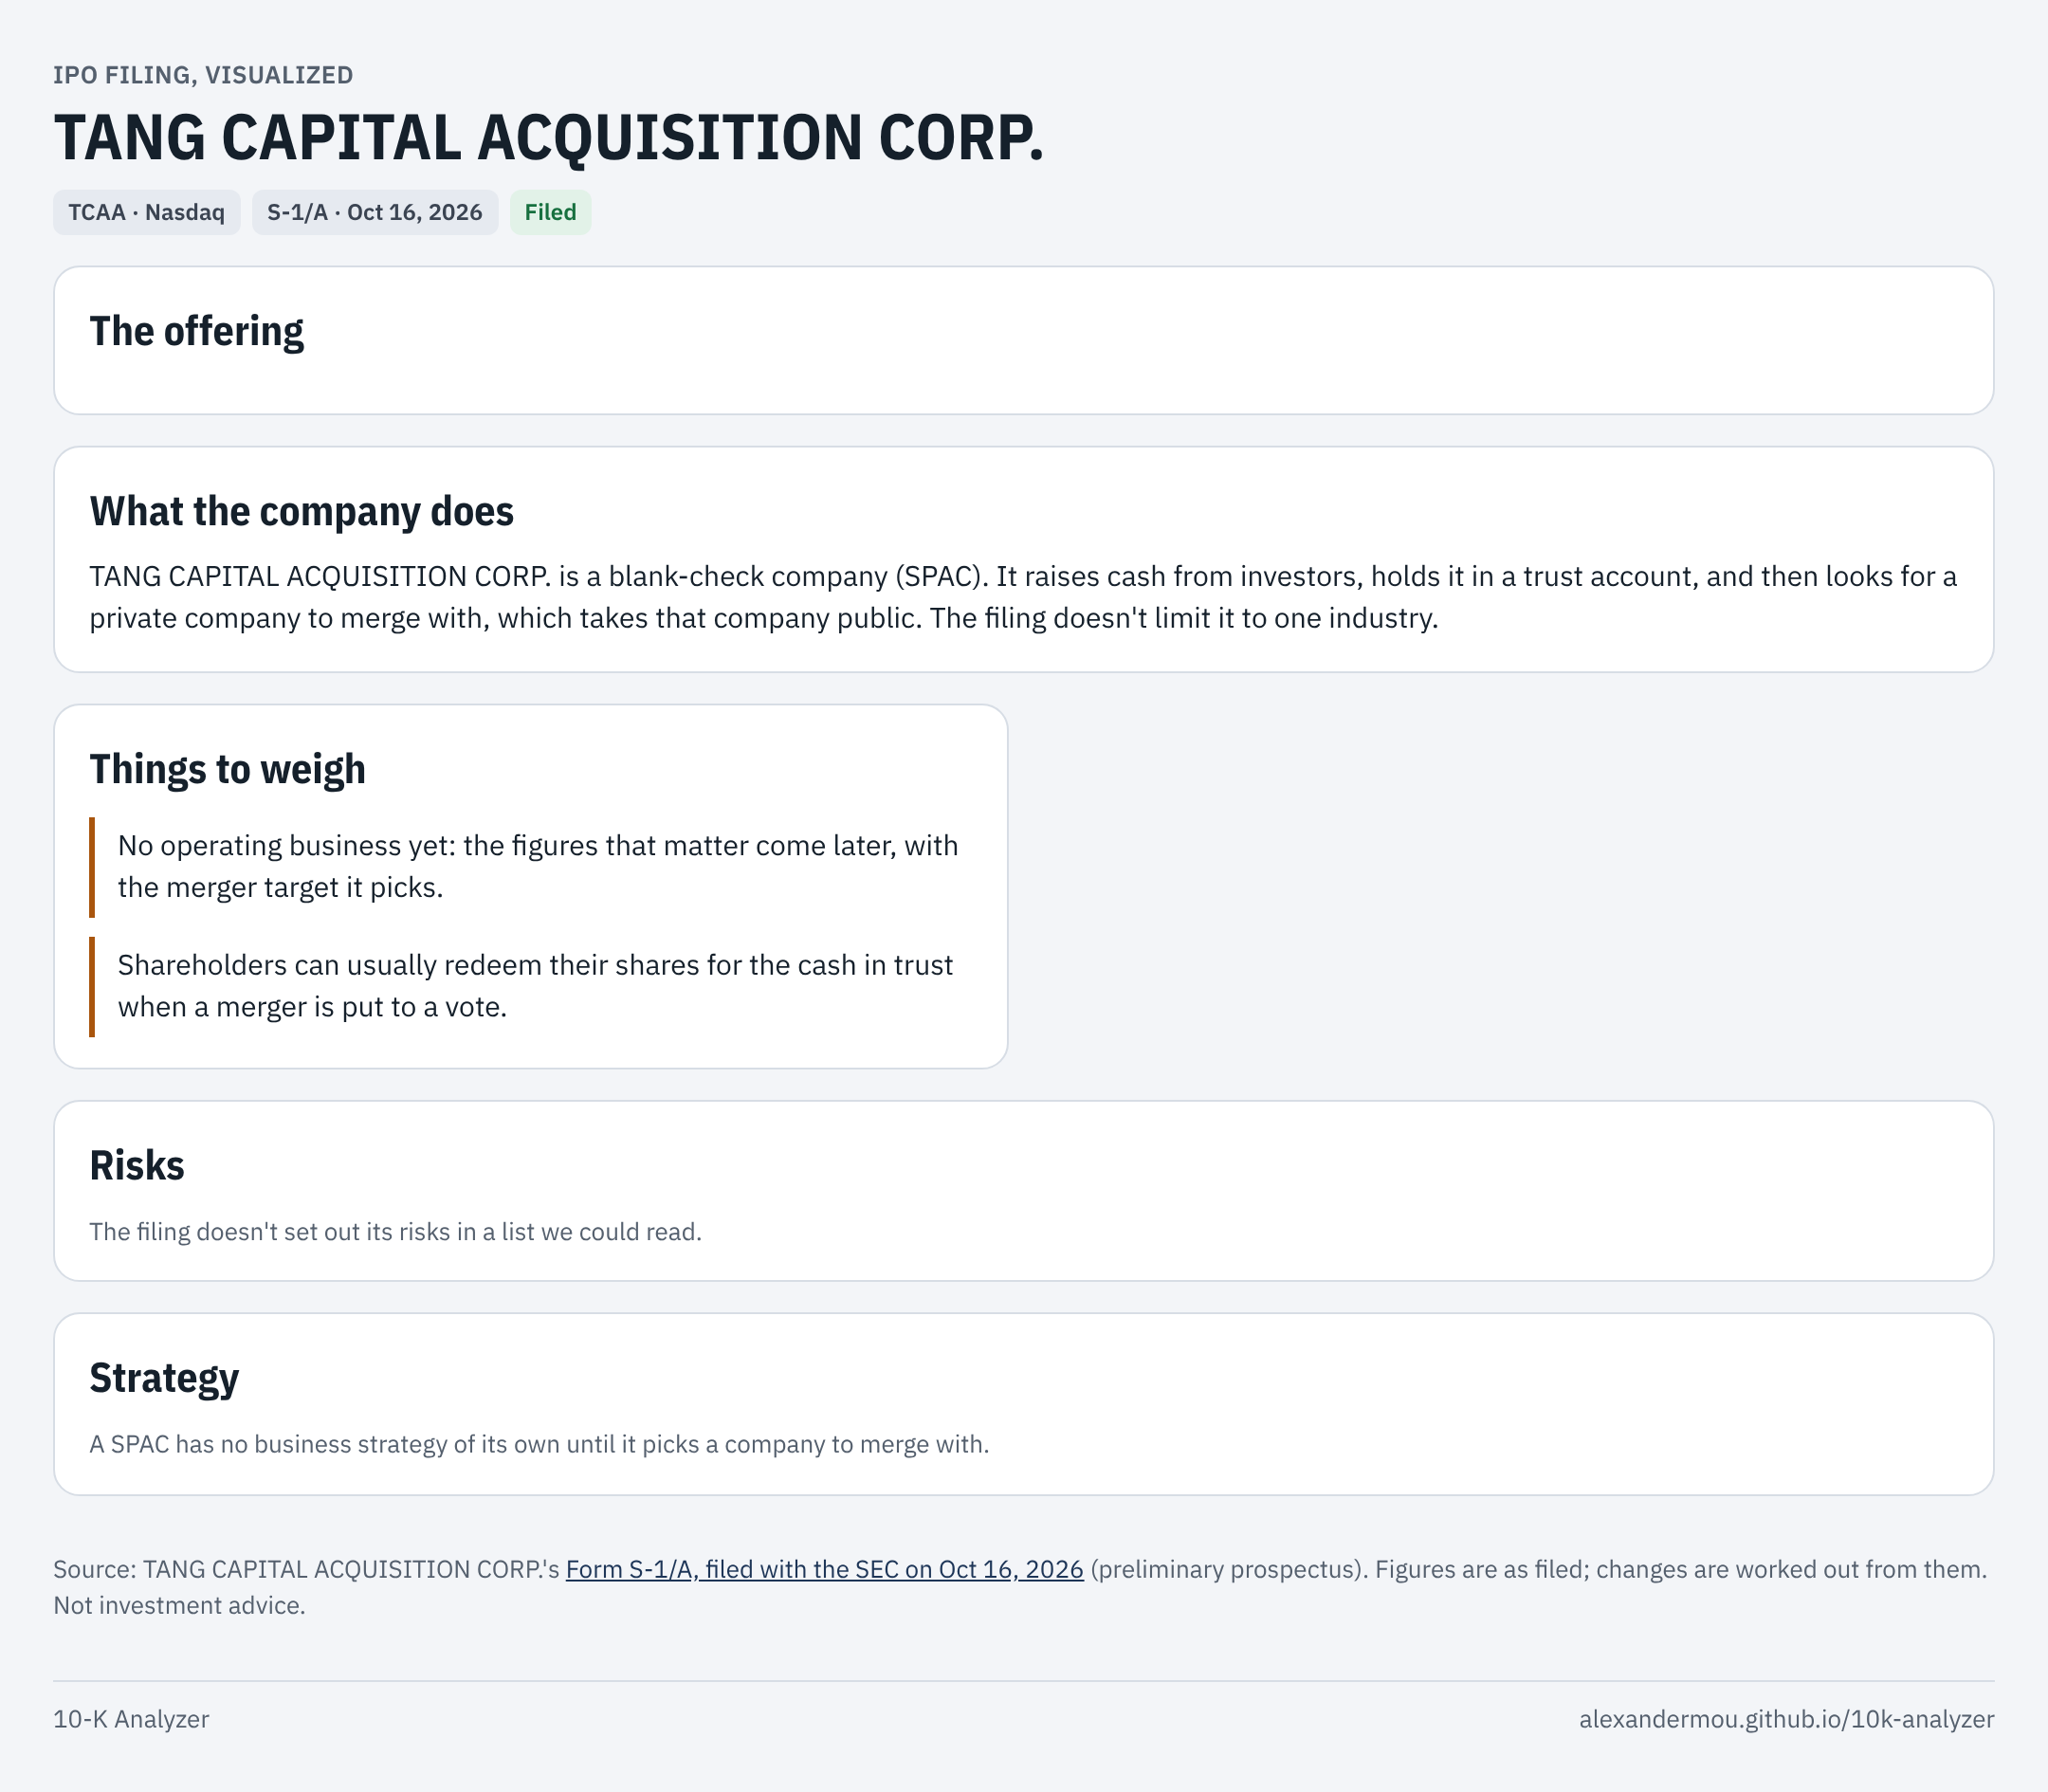 IPO FILING, VISUALIZED
TANG CAPITAL ACQUISITION CORP.
TCAA · Nasdaq S-1/A · Oct 16, 2026 Filed
The offering
What the company does
TANG CAPITAL ACQUISITION CORP. is a blank-check company (SPAC). It raises cash from investors, holds it in a trust account, and then looks for a
private company to merge with, which takes that company public. The filing doesn't limit it to one industry.
Things to weigh
No operating business yet: the figures that matter come later, with
the merger target it picks.
Shareholders can usually redeem their shares for the cash in trust
when a merger is put to a vote.
Risks
The filing doesn't set out its risks in a list we could read.
Strategy
A SPAC has no business strategy of its own until it picks a company to merge with.
Source: TANG CAPITAL ACQUISITION CORP.'s Form S-1/A, filed with the SEC on Oct 16, 2026 (preliminary prospectus). Figures are as filed; changes are worked out from them.
Not investment advice.
10-K Analyzer
alexandermou.github.io/10k-analyzer